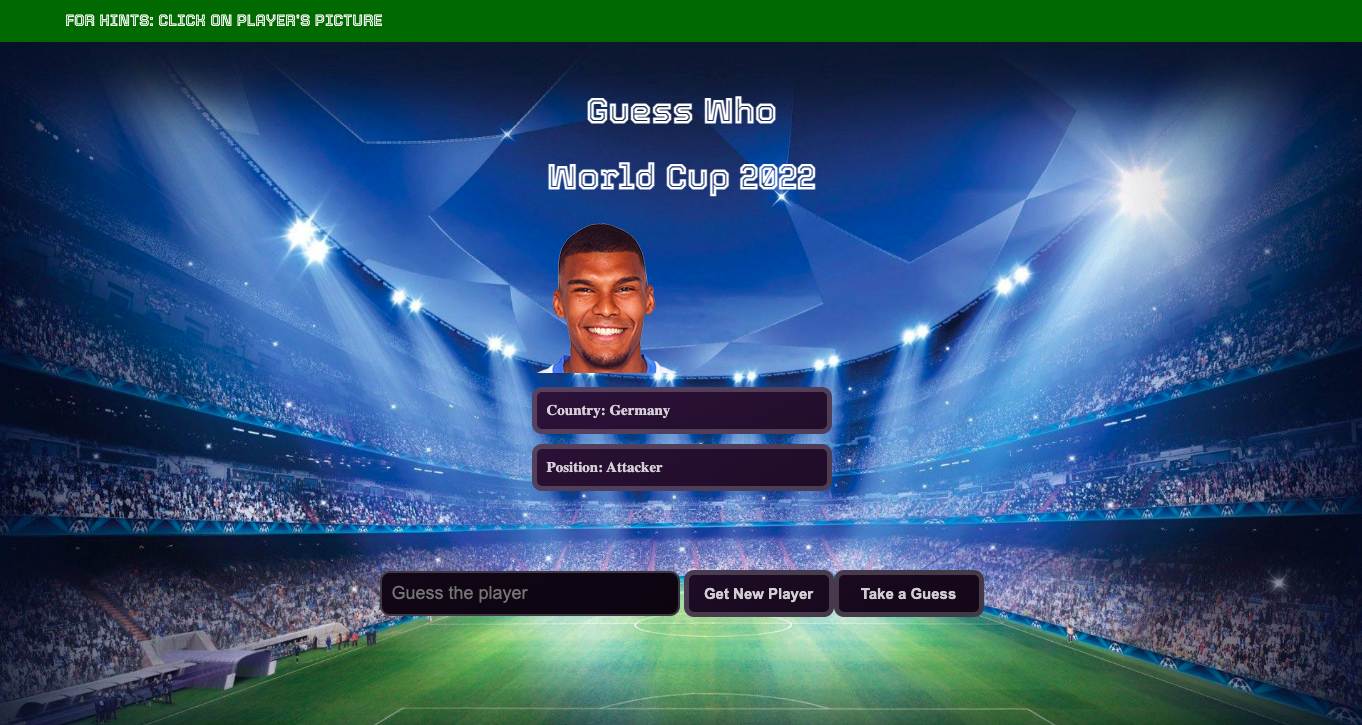 FOR HINTS: CLICK ON PLAYER'S PICTURE
Guess Who
World Cup 2022
Country: Germany
Position: Attacker
Guess the player
Get New Player
Take a Guess